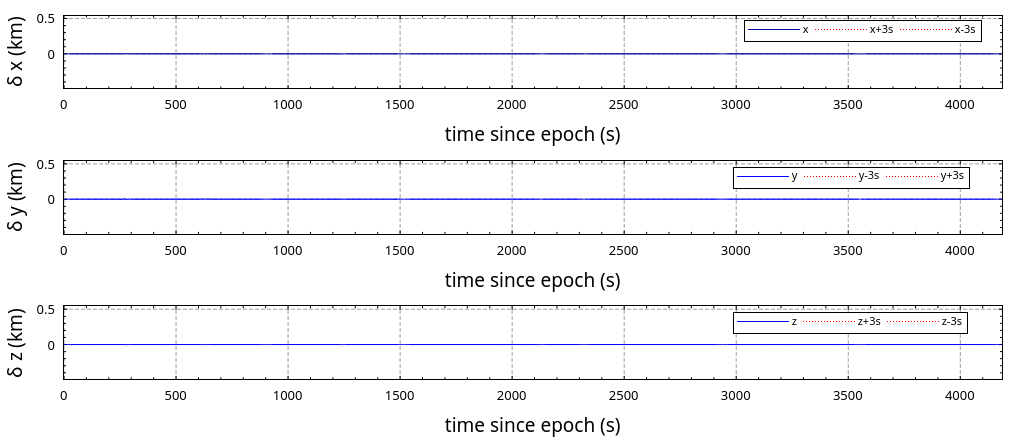 0.5
x x+3s x-3s
0
δ x (km)
0 500 1000 1500 2000 2500 3000 3500 4000
time since epoch (s)
0.5
y y-3s y+3s
0
δ y (km)
0 500 1000 1500 2000 2500 3000 3500 4000
time since epoch (s)
0.5
z z+3s z-3s
0
δ z (km)
0 500 1000 1500 2000 2500 3000 3500 4000
time since epoch (s)